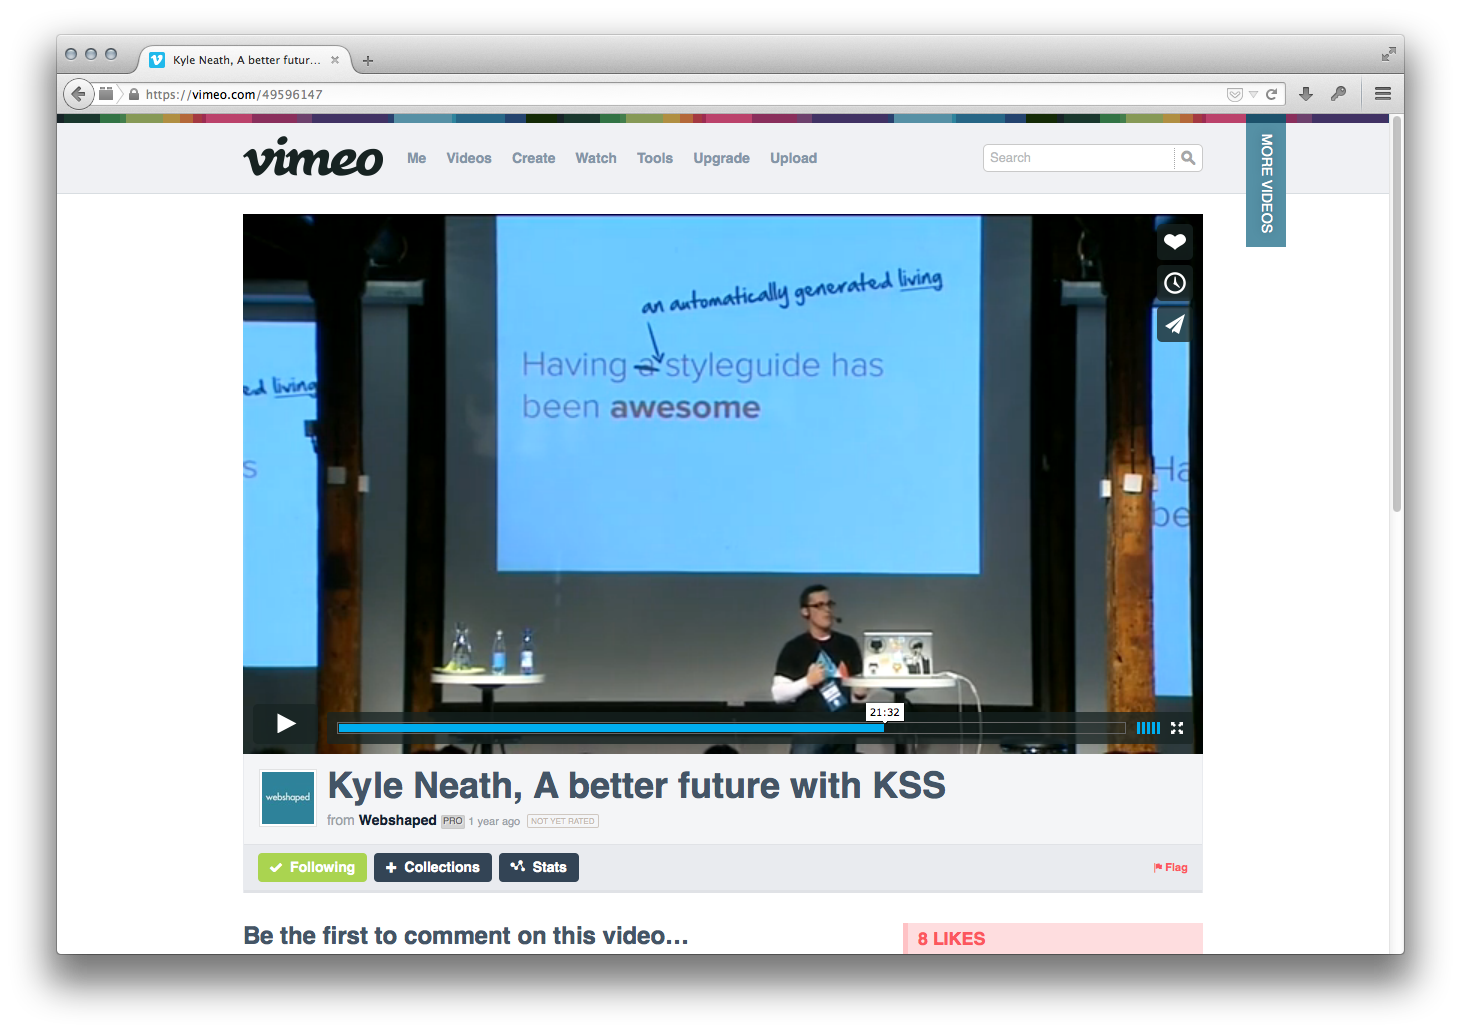 Kyle Neath, A better futur...
https://vimeo.com/49596147
vimeo
Me Videos Create Watch Tools Upgrade Upload
Search
MORE VIDEOS
an automatically generated living
Having a styleguide has
been awesome
ed living
s
Ha
be
21:32
webshaped
Kyle Neath, A better future with KSS
from Webshaped PRO 1 year ago NOT YET RATED
Following
Collections
Stats
Flag
Be the first to comment on this video...
8 LIKES